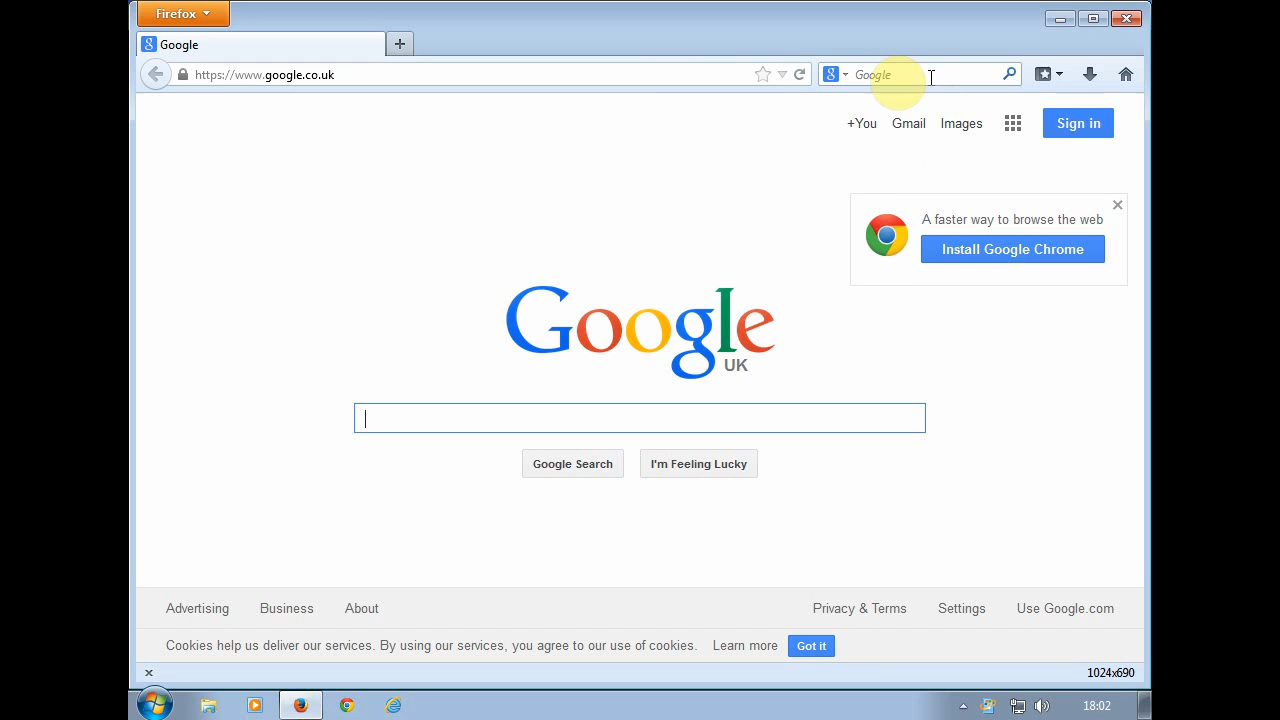 Firefox
Google
https://www.google.co.uk
Google
+You Gmail Images Sign in
A faster way to browse the web
Install Google Chrome
Google
UK
Google Search I'm Feeling Lucky
Advertising Business About Privacy & Terms Settings Use Google.com
Cookies help us deliver our services. By using our services, you agree to our use of cookies. Learn more Got it
1024x690
18:02